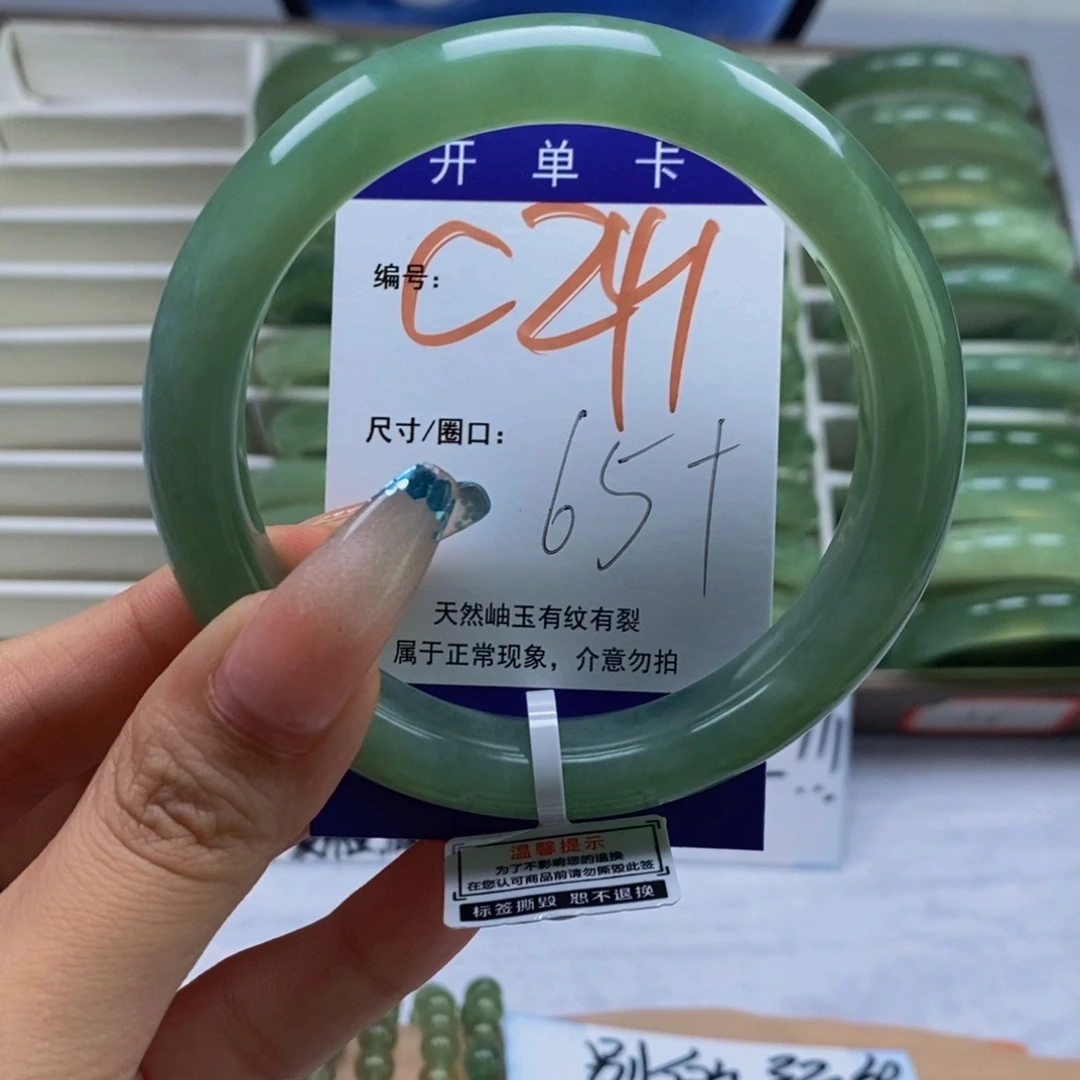 开单卡
编号：C241
尺寸/圈口：65+
天然岫玉有纹有裂
属于正常现象，介意勿拍
温馨提示
为了不影响您的退换
在您认可商品前请勿撕毁此签
标签撕毁 恕不退换